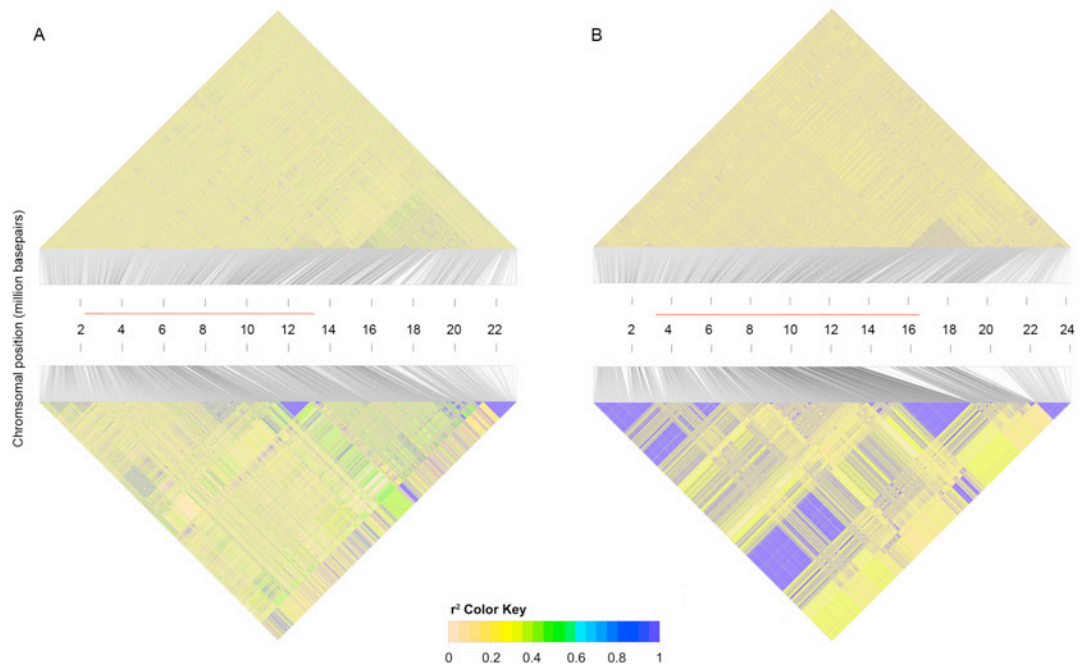 A
B
Chromsomal position (million basepairs)
2 4 6 8 10 12 14 16 18 20 22
2 4 6 8 10 12 14 16 18 20 22 24
r² Color Key
0 0.2 0.4 0.6 0.8 1